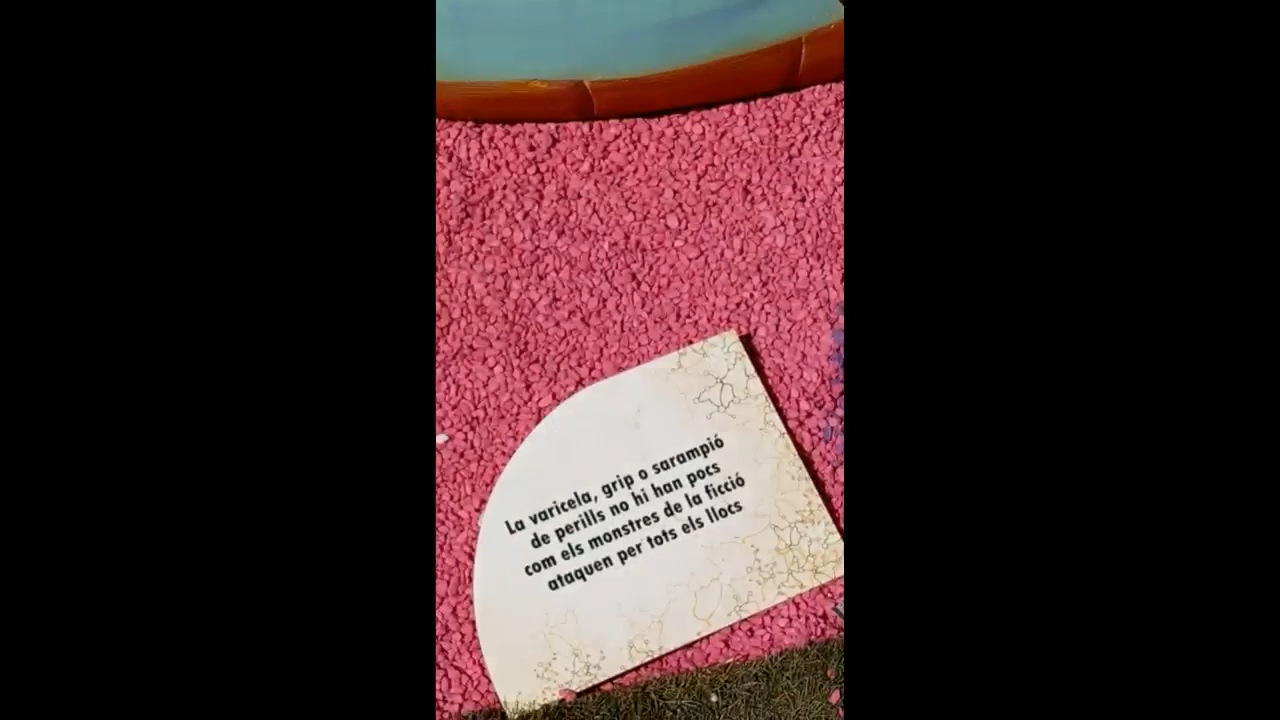 La varicela, grip o sarampió
de perills no hi han pocs
com els monstres de la ficció
ataquen per tots els llocs